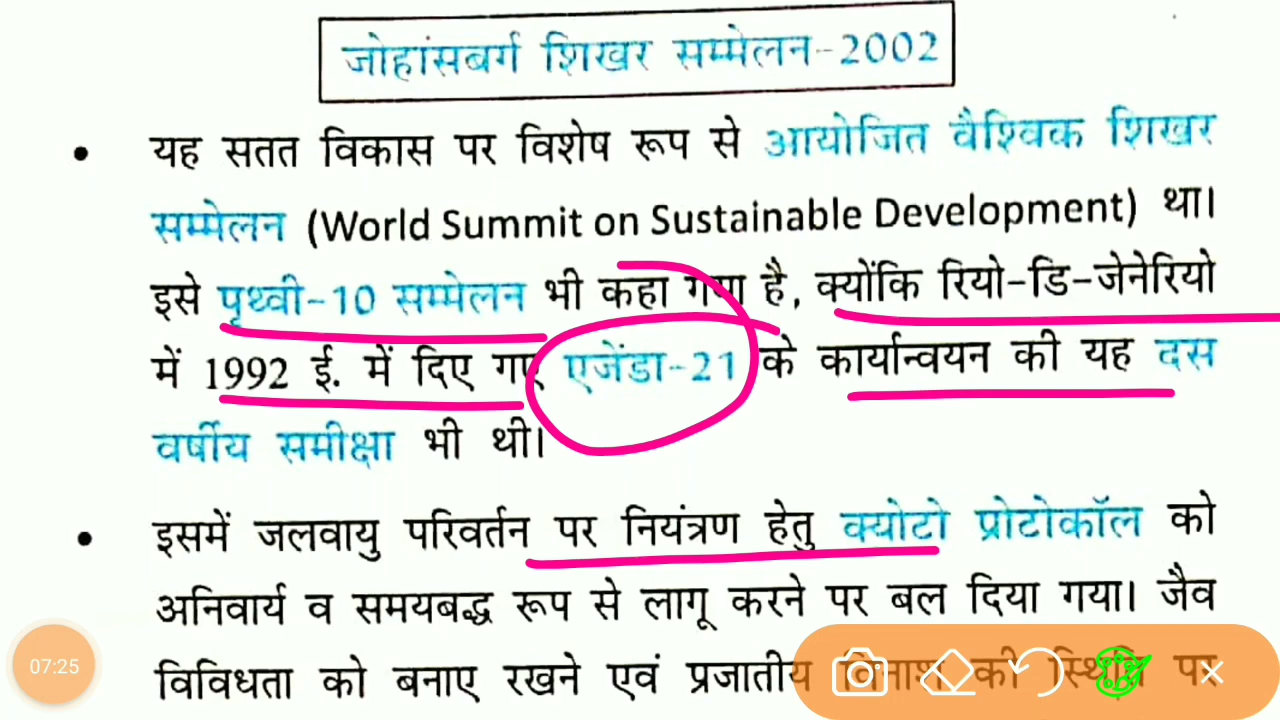 जोहांसबर्ग शिखर सम्मेलन-2002
• यह सतत विकास पर विशेष रूप से आयोजित वैश्विक शिखर
सम्मेलन (World Summit on Sustainable Development) था।
इसे पृथ्वी-10 सम्मेलन भी कहा गया है, क्योंकि रियो-डि-जेनेरियो
में 1992 ई. में दिए गए एजेंडा-21 के कार्यान्वयन की यह दस
वर्षीय समीक्षा भी थी।
• इसमें जलवायु परिवर्तन पर नियंत्रण हेतु क्योटो प्रोटोकॉल को
अनिवार्य व समयबद्ध रूप से लागू करने पर बल दिया गया। जैव
विविधता को बनाए रखने एवं प्रजातीय विनाश की स्थिति पर
07:25